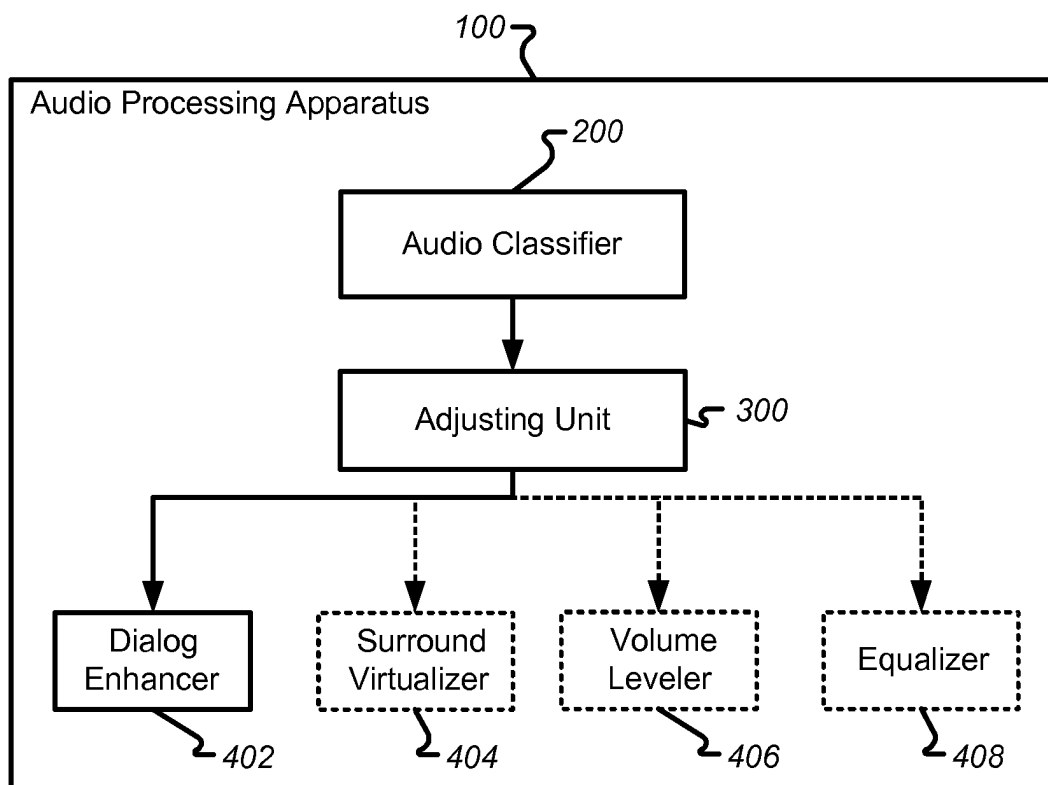 100
Audio Processing Apparatus
200
Audio Classifier
Adjusting Unit
300
Dialog
Enhancer
Surround
Virtualizer
Volume
Leveler
Equalizer
402
404
406
408